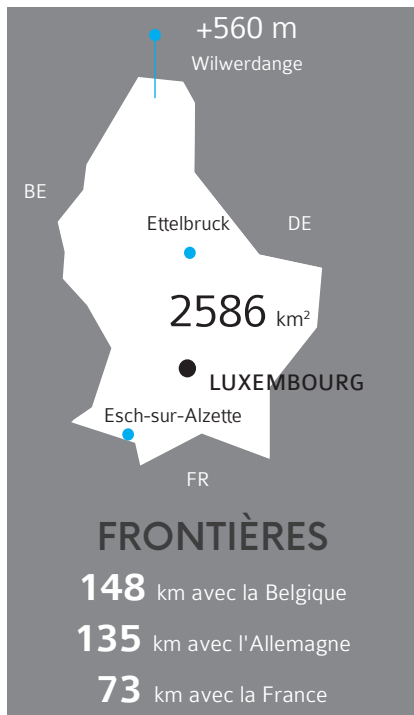 +560 m
Wilwerdange
BE
Ettelbruck
DE
2586 km²
LUXEMBOURG
Esch-sur-Alzette
FR
FRONTIÈRES
148 km avec la Belgique
135 km avec l'Allemagne
73 km avec la France